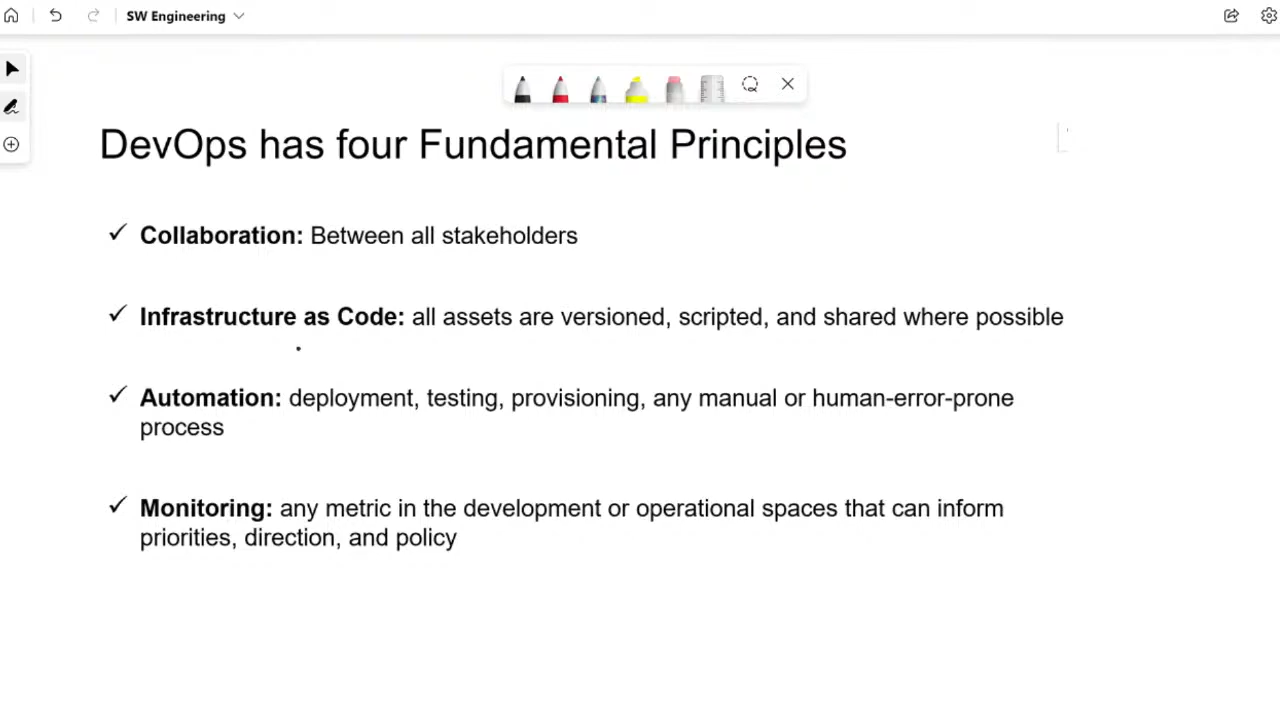 SW Engineering
DevOps has four Fundamental Principles
✓ Collaboration: Between all stakeholders
✓ Infrastructure as Code: all assets are versioned, scripted, and shared where possible
✓ Automation: deployment, testing, provisioning, any manual or human-error-prone
process
✓ Monitoring: any metric in the development or operational spaces that can inform
priorities, direction, and policy